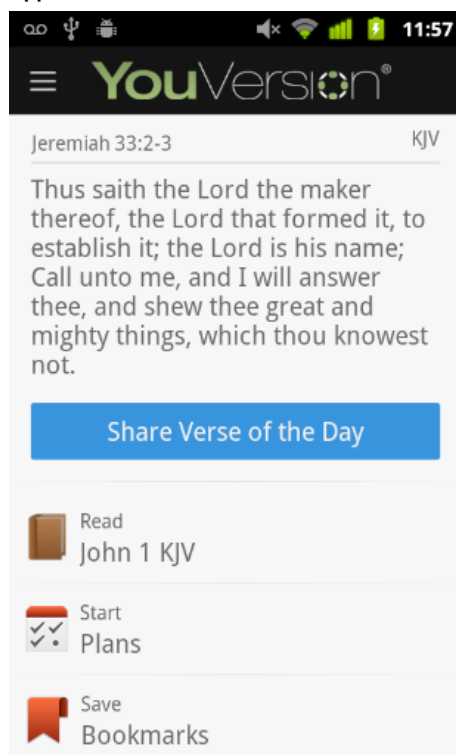 11:57
YouVersion®
Jeremiah 33:2-3 KJV
Thus saith the Lord the maker
thereof, the Lord that formed it, to
establish it; the Lord is his name;
Call unto me, and I will answer
thee, and shew thee great and
mighty things, which thou knowest
not.
Share Verse of the Day
Read
John 1 KJV
Start
Plans
Save
Bookmarks